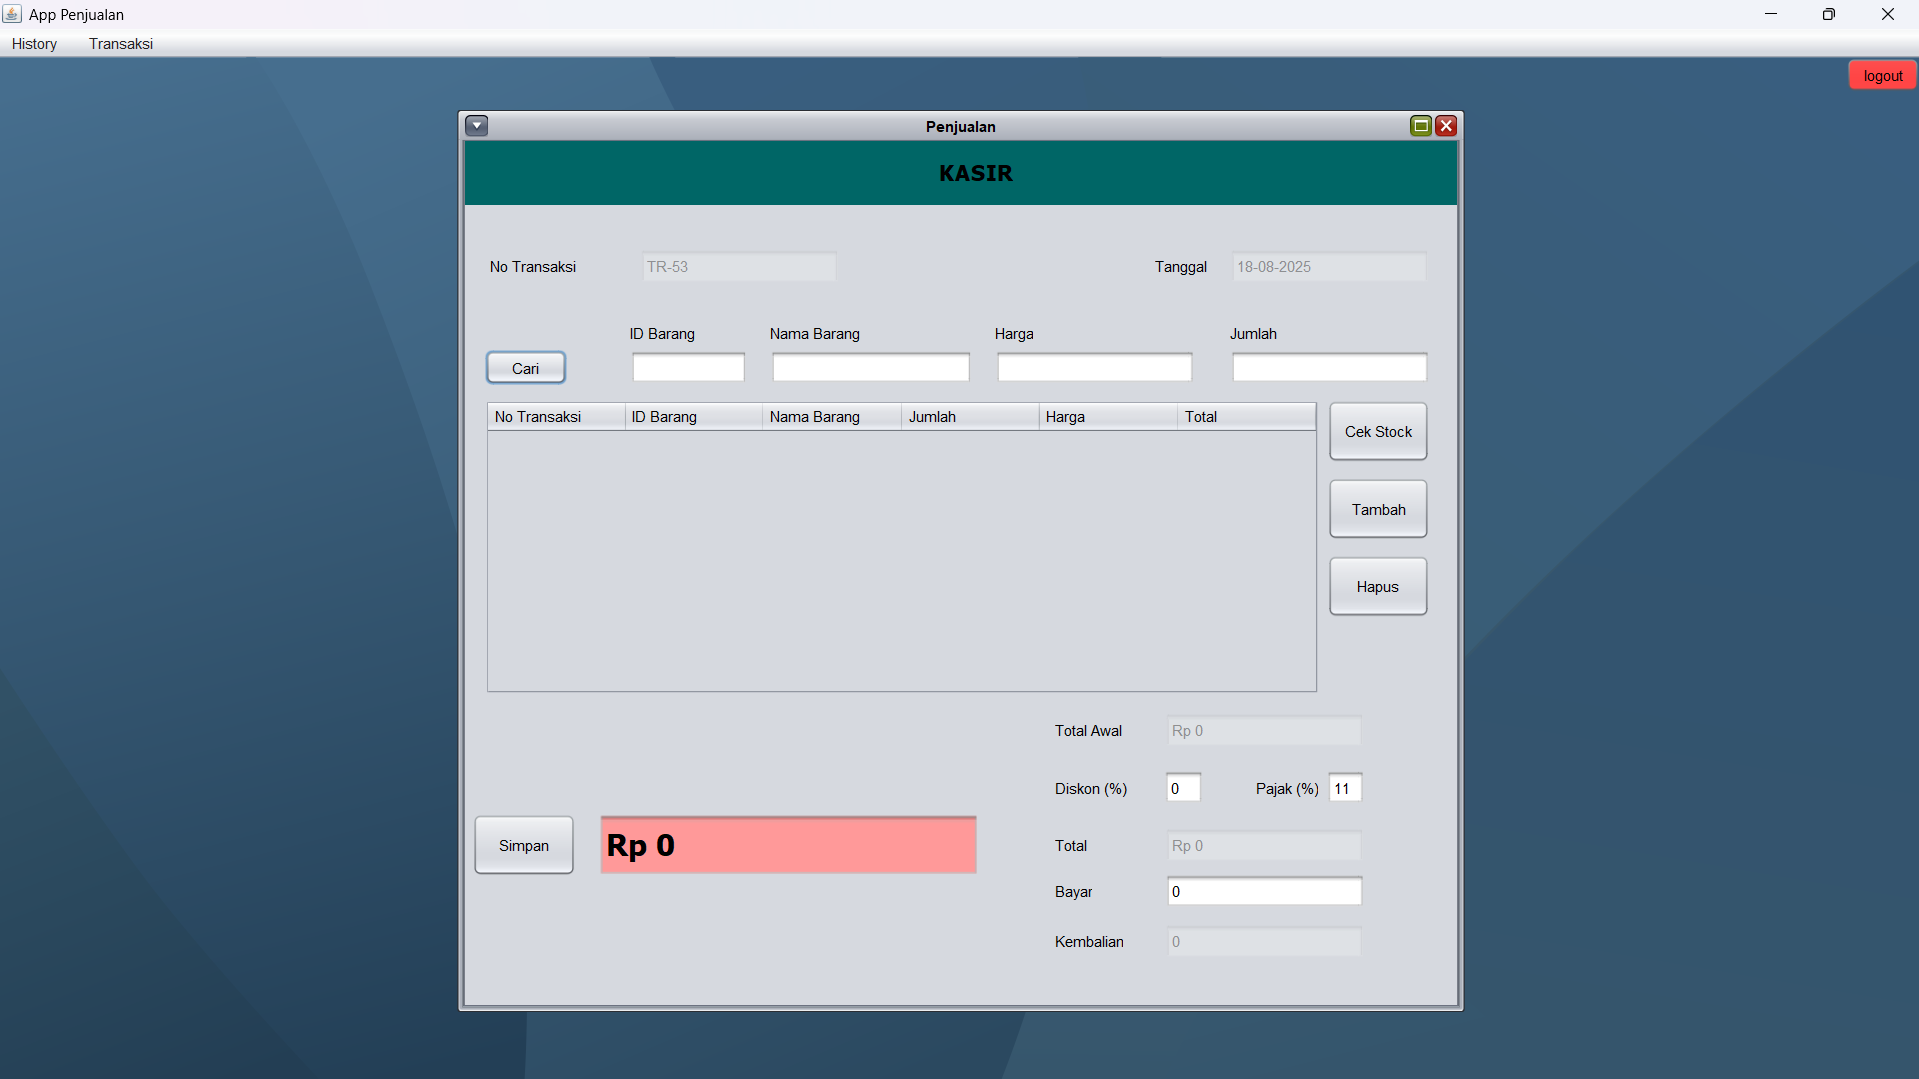 App Penjualan
History Transaksi
logout
Penjualan
KASIR
No Transaksi TR-53 Tanggal 18-08-2025
ID Barang Nama Barang Harga Jumlah
Cari
No Transaksi ID Barang Nama Barang Jumlah Harga Total
Cek Stock
Tambah
Hapus
Total Awal Rp 0
Diskon (%) 0 Pajak (%) 11
Simpan Rp 0 Total Rp 0
Bayar 0
Kembalian 0